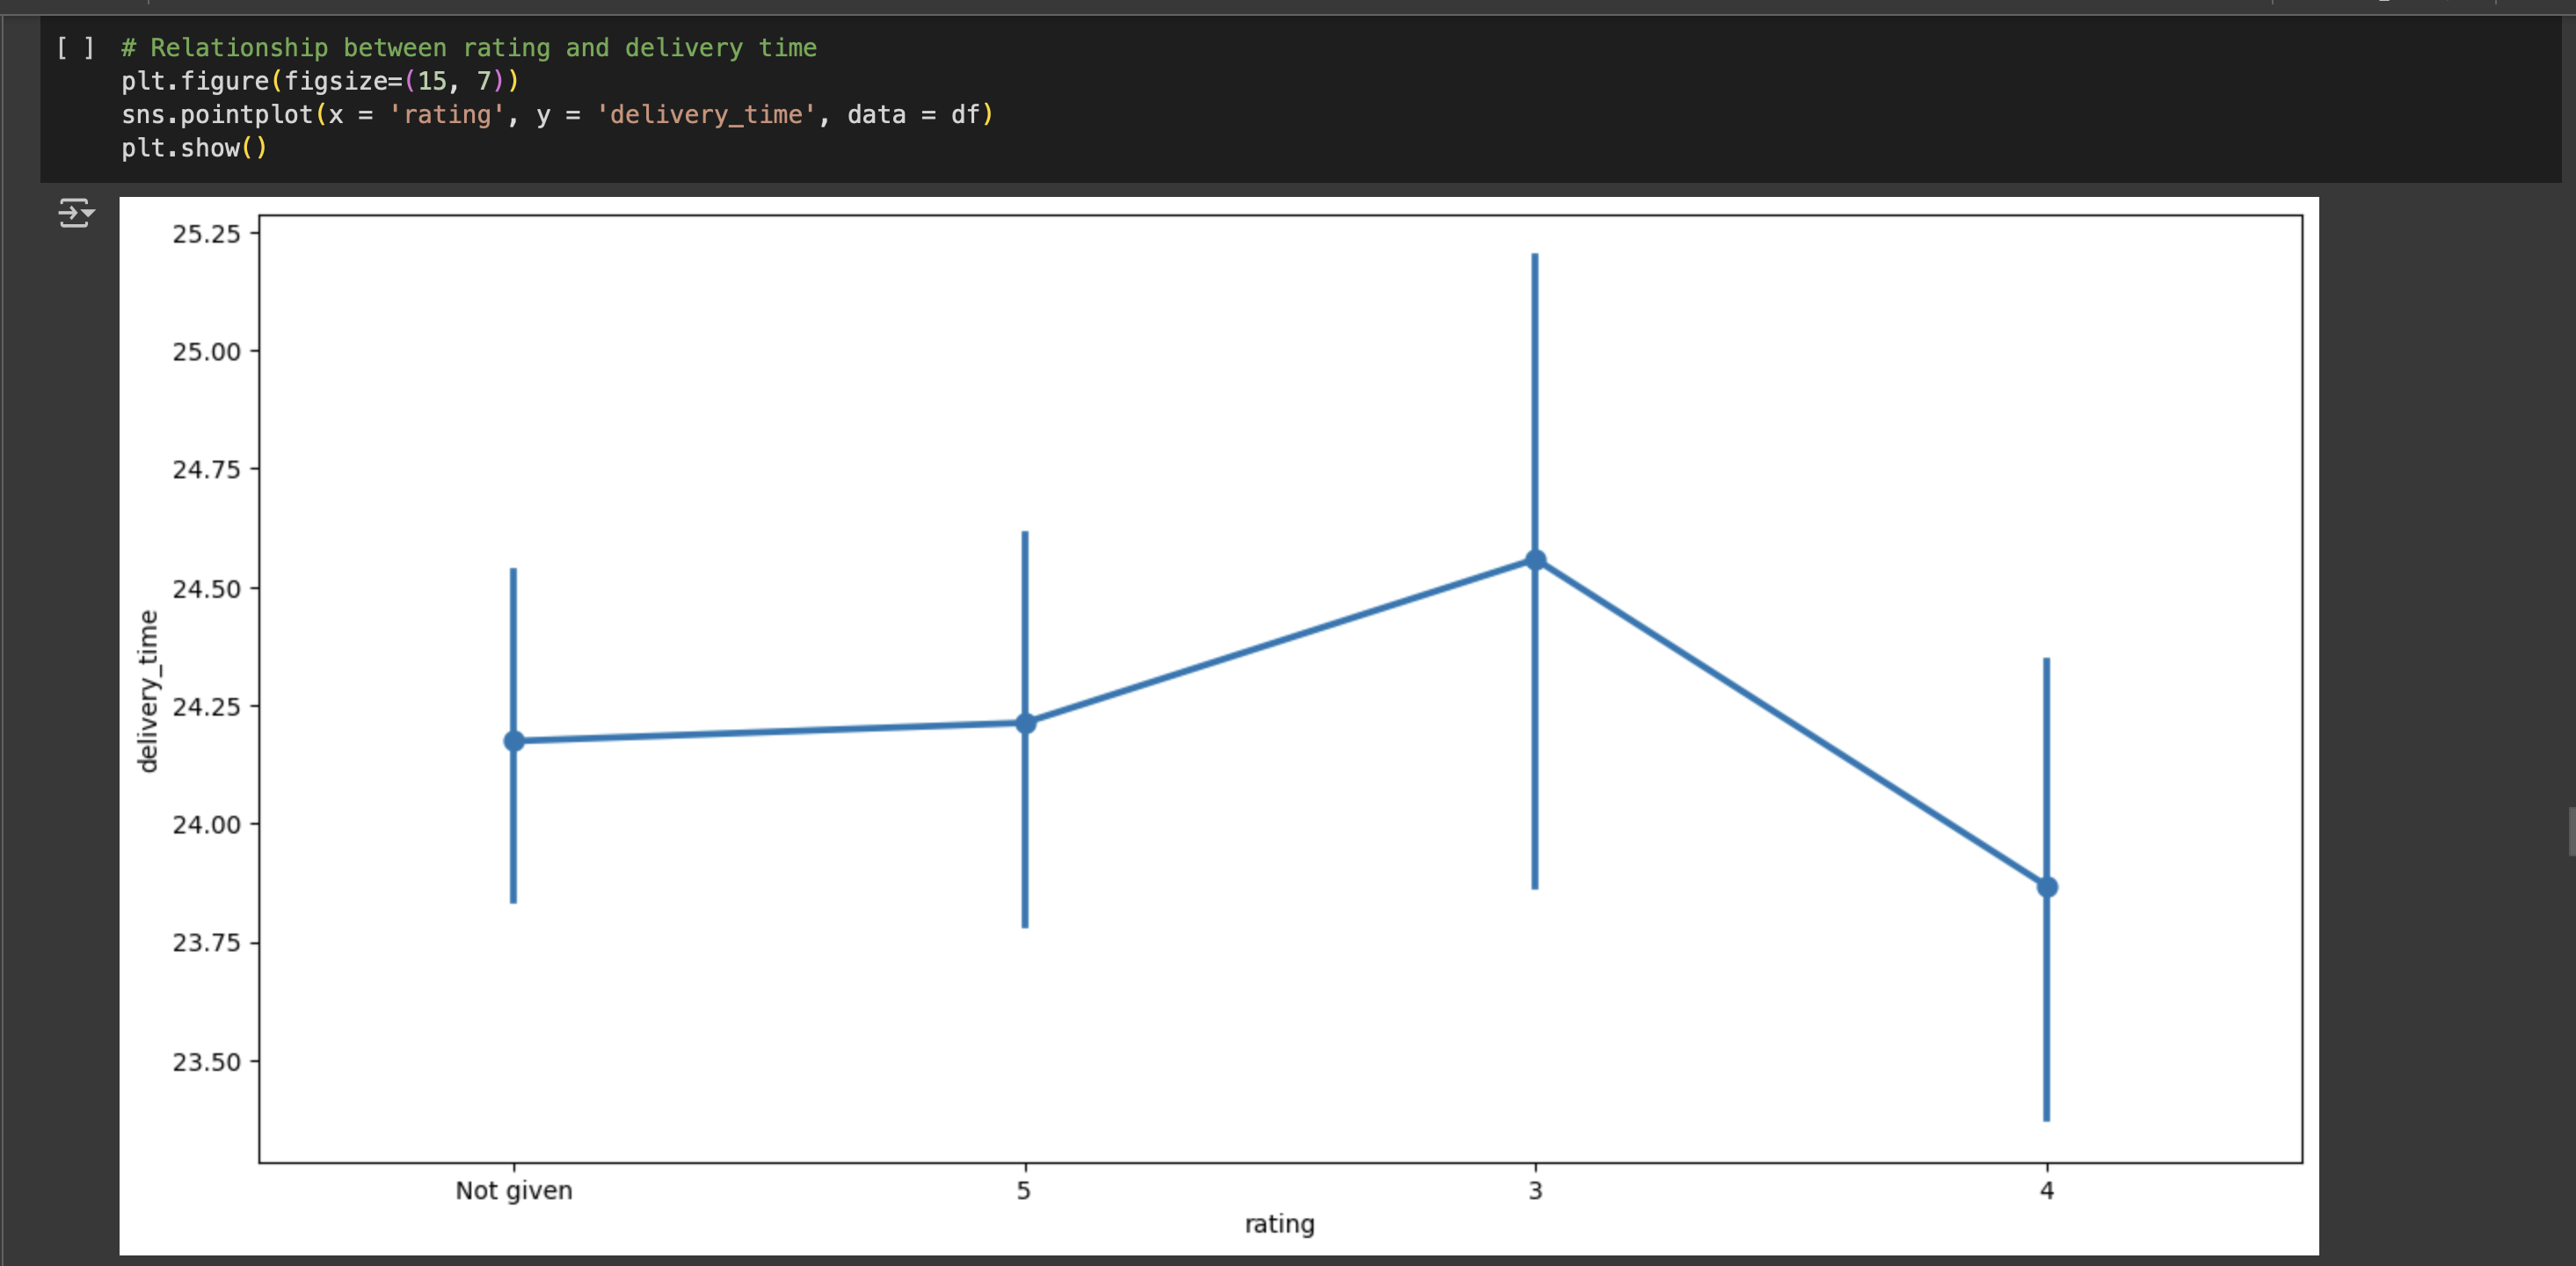 [ ] # Relationship between rating and delivery time
plt.figure(figsize=(15, 7))
sns.pointplot(x = 'rating', y = 'delivery_time', data = df)
plt.show()
25.25
25.00
24.75
24.50
24.25
24.00
23.75
23.50
delivery_time
Not given 5 3 4
rating